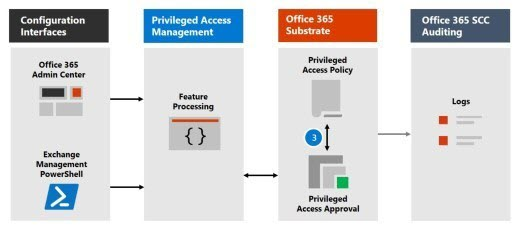 Configuration
Interfaces
Privileged Access
Management
Office 365
Substrate
Office 365 SCC
Auditing
Office 365
Admin Center
Exchange
Management
PowerShell
Feature
Processing
{ }
Privileged
Access Policy
3
Privileged
Access Approval
Logs